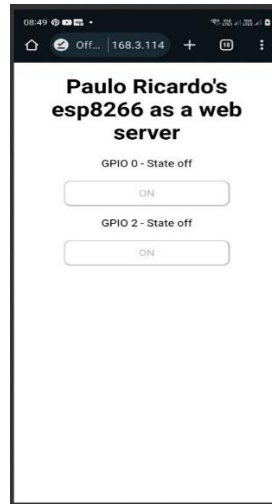 08:49
Off... 168.3.114
18
Paulo Ricardo's
esp8266 as a web
server
GPIO 0 - State off
ON
GPIO 2 - State off
ON